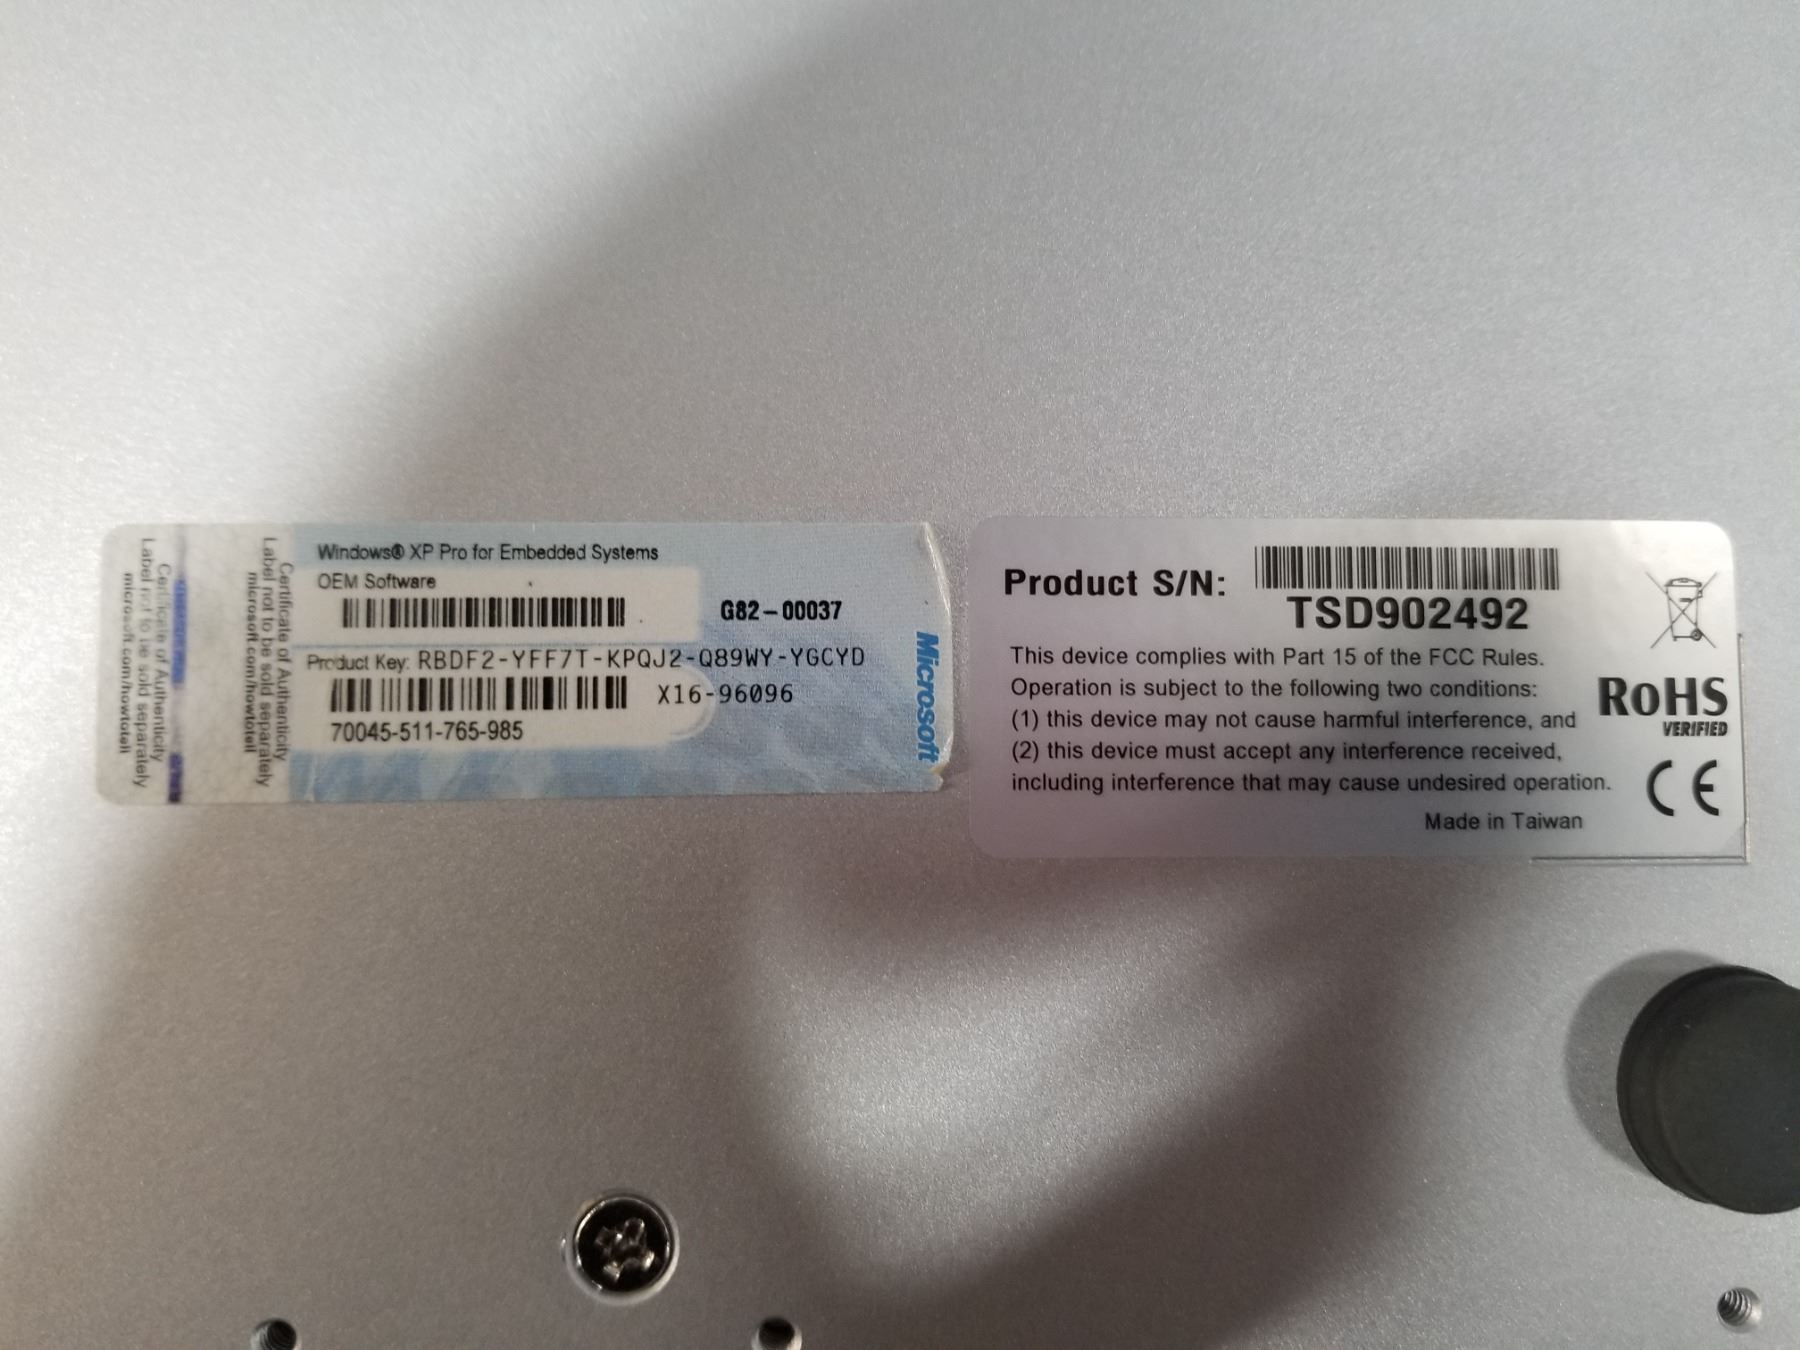 Windows® XP Pro for Embedded Systems
OEM Software
G82-00037
Product Key: RBDF2-YFF7T-KPQJ2-Q89WY-YGCYD
X16-96096
70045-511-765-985
Microsoft
Certificate of Authenticity
Label not to be sold separately
microsoft.com/howtotell
Certificate of Authenticity
Label not to be sold separately
microsoft.com/howtotell
Product S/N:
TSD902492
This device complies with Part 15 of the FCC Rules.
Operation is subject to the following two conditions:
(1) this device may not cause harmful interference, and
(2) this device must accept any interference received,
including interference that may cause undesired operation.
Made in Taiwan
RoHS
VERIFIED
CE